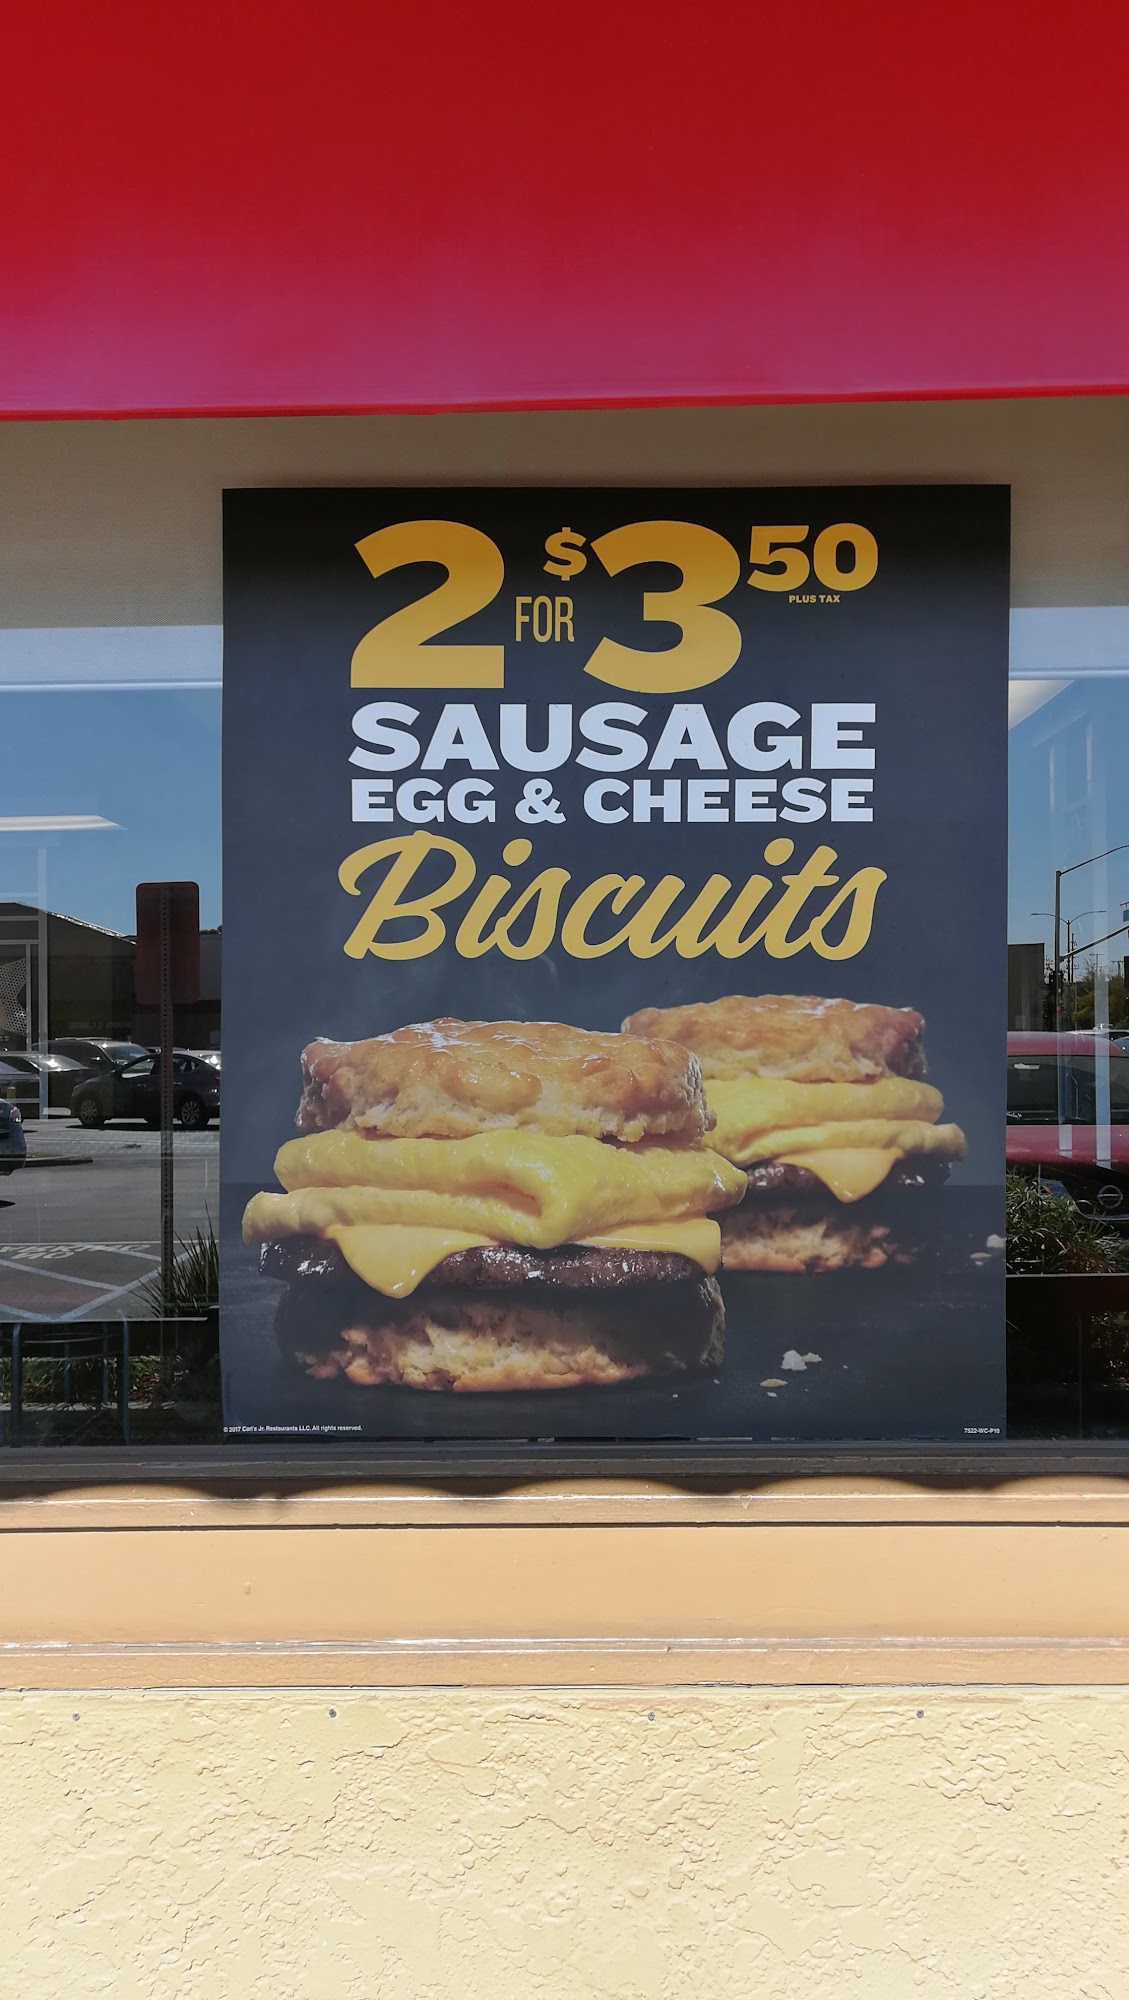 2 FOR $3 50
PLUS TAX
SAUSAGE
EGG & CHEESE
Biscuits
© 2017 Carl's Jr. Restaurants LLC. All rights reserved.
7522-WC-P10